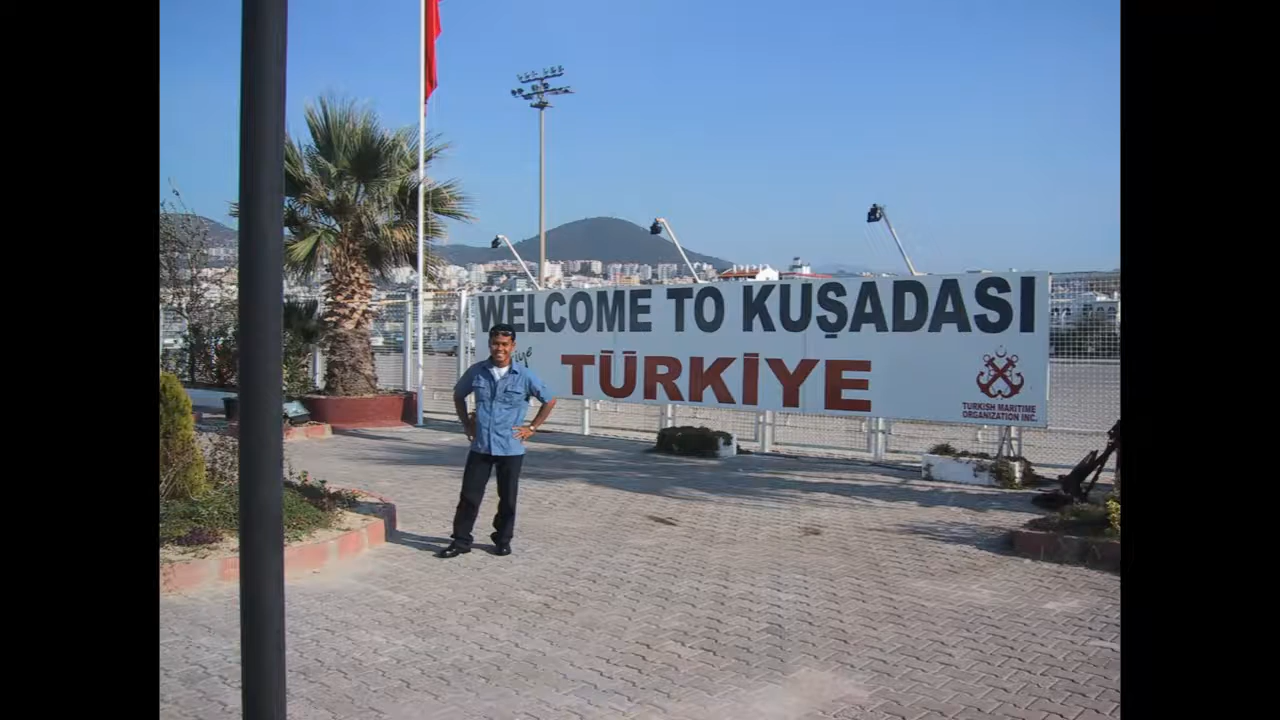 WELCOME TO KUŞADASI
TÜRKİYE
TURKISH MARITIME
ORGANIZATION INC.